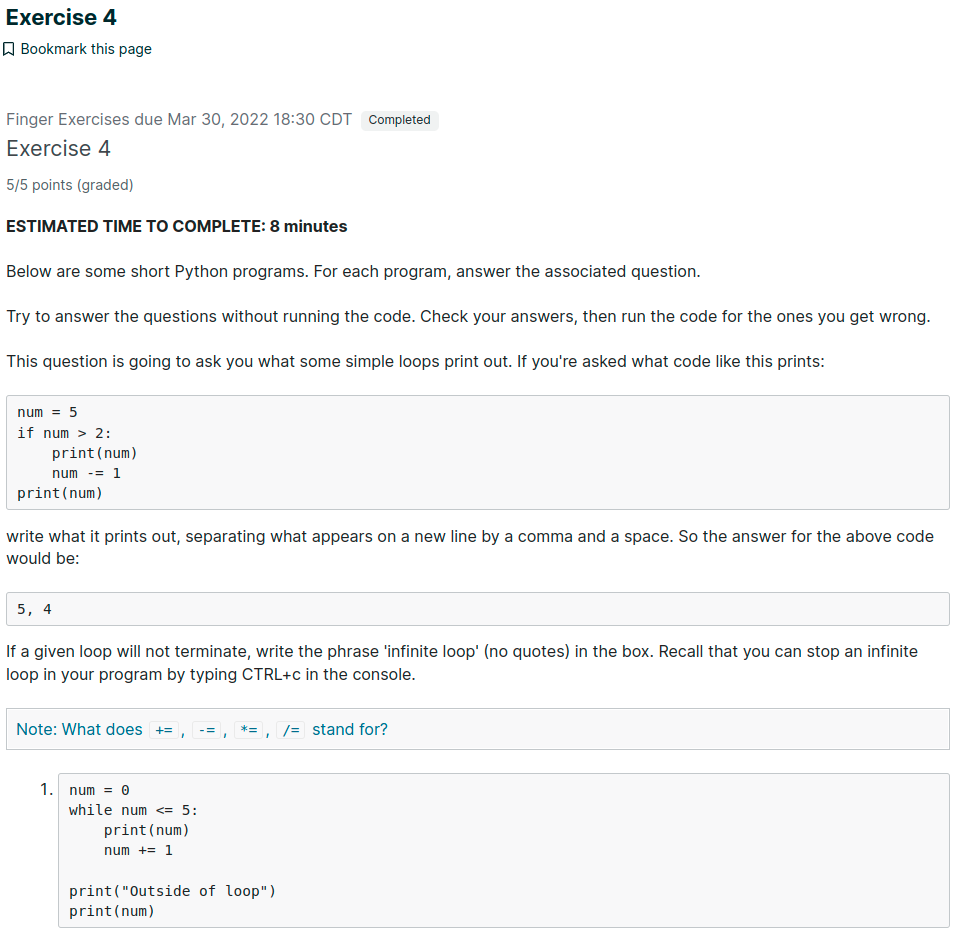 Exercise 4
Bookmark this page
Finger Exercises due Mar 30, 2022 18:30 CDT Completed
Exercise 4
5/5 points (graded)
ESTIMATED TIME TO COMPLETE: 8 minutes
Below are some short Python programs. For each program, answer the associated question.
Try to answer the questions without running the code. Check your answers, then run the code for the ones you get wrong.
This question is going to ask you what some simple loops print out. If you're asked what code like this prints:
num = 5
if num > 2:
    print(num)
    num -= 1
print(num)
write what it prints out, separating what appears on a new line by a comma and a space. So the answer for the above code
would be:
5, 4
If a given loop will not terminate, write the phrase 'infinite loop' (no quotes) in the box. Recall that you can stop an infinite
loop in your program by typing CTRL+c in the console.
Note: What does += , -= , *= , /= stand for?
1. num = 0
while num <= 5:
    print(num)
    num += 1

print("Outside of loop")
print(num)